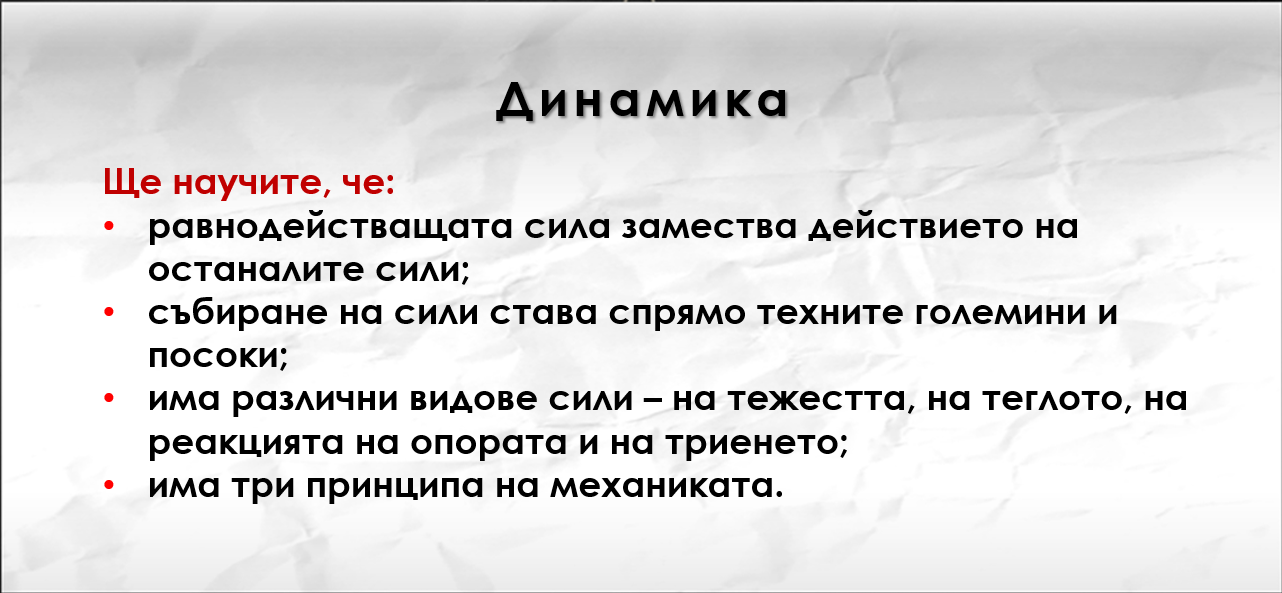 Динамика
Ще научите, че:
• равнодействащата сила замества действието на
останалите сили;
• събиране на сили става спрямо техните големини и
посоки;
• има различни видове сили – на тежестта, на теглото, на
реакцията на опората и на триенето;
• има три принципа на механиката.